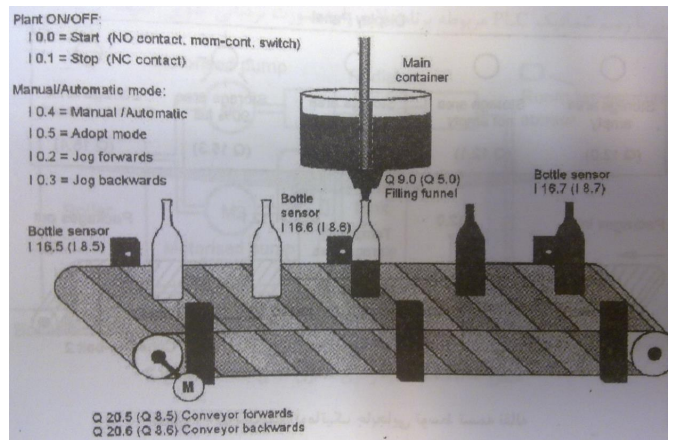 Plant ON/OFF:
I 0.0 = Start (NO contact, mom-cont. switch)
I 0.1 = Stop (NC contact)
Manual/Automatic mode:
I 0.4 = Manual /Automatic
I 0.5 = Adopt mode
I 0.2 = Jog forwards
I 0.3 = Jog backwards
Main
container
Q 9.0 (Q 5.0)
Filling funnel
Bottle
sensor
I 16.7 (I 8.7)
Bottle
sensor
I 16.6 (I 8.6)
Bottle sensor
I 16.5 (I 8.5)
M
Q 20.5 (Q 8.5) Conveyor forwards
Q 20.6 (Q 8.6) Conveyor backwards